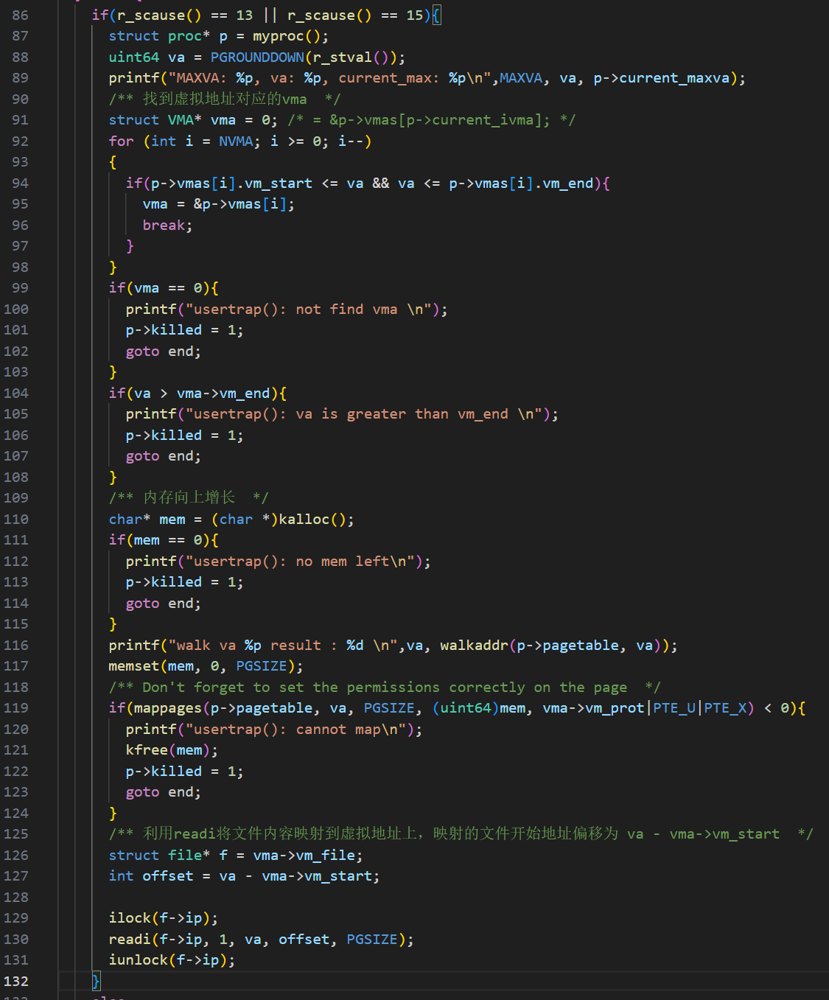 86 if(r_scause() == 13 || r_scause() == 15){
87 struct proc* p = myproc();
88 uint64 va = PGROUNDDOWN(r_stval());
89 printf("MAXVA: %p, va: %p, current_max: %p\n",MAXVA, va, p->current_maxva);
90 /** 找到虚拟地址对应的vma  */
91 struct VMA* vma = 0; /* = &p->vmas[p->current_ivma]; */
92 for (int i = NVMA; i >= 0; i--)
93 {
94 if(p->vmas[i].vm_start <= va && va <= p->vmas[i].vm_end){
95 vma = &p->vmas[i];
96 break;
97 }
98 }
99 if(vma == 0){
100 printf("usertrap(): not find vma \n");
101 p->killed = 1;
102 goto end;
103 }
104 if(va > vma->vm_end){
105 printf("usertrap(): va is greater than vm_end \n");
106 p->killed = 1;
107 goto end;
108 }
109 /** 内存向上增长  */
110 char* mem = (char *)kalloc();
111 if(mem == 0){
112 printf("usertrap(): no mem left\n");
113 p->killed = 1;
114 goto end;
115 }
116 printf("walk va %p result : %d \n",va, walkaddr(p->pagetable, va));
117 memset(mem, 0, PGSIZE);
118 /** Don't forget to set the permissions correctly on the page  */
119 if(mappages(p->pagetable, va, PGSIZE, (uint64)mem, vma->vm_prot|PTE_U|PTE_X) < 0){
120 printf("usertrap(): cannot map\n");
121 kfree(mem);
122 p->killed = 1;
123 goto end;
124 }
125 /** 利用readi将文件内容映射到虚拟地址上，映射的文件开始地址偏移为 va - vma->vm_start  */
126 struct file* f = vma->vm_file;
127 int offset = va - vma->vm_start;
128
129 ilock(f->ip);
130 readi(f->ip, 1, va, offset, PGSIZE);
131 iunlock(f->ip);
132 }